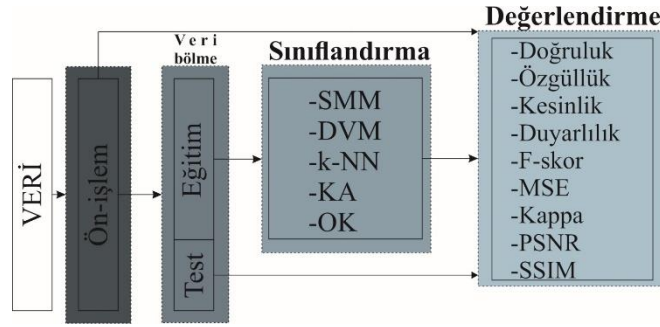 VERİ
Ön-işlem
V e r i
bölme
Eğitim
Test
Sınıflandırma
-SMM
-DVM
-k-NN
-KA
-OK
Değerlendirme
-Doğruluk
-Özgüllük
-Kesinlik
-Duyarlılık
-F-skor
-MSE
-Kappa
-PSNR
-SSIM